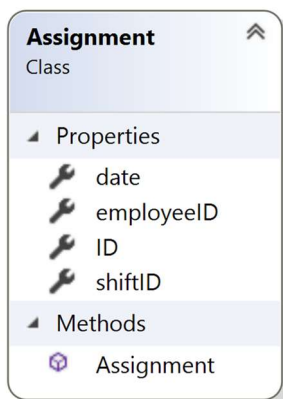 Assignment
Class
Properties
date
employeeID
ID
shiftID
Methods
Assignment